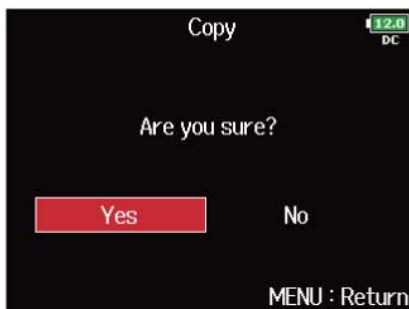 Copy
12.0
DC
Are you sure?
Yes No
MENU : Return